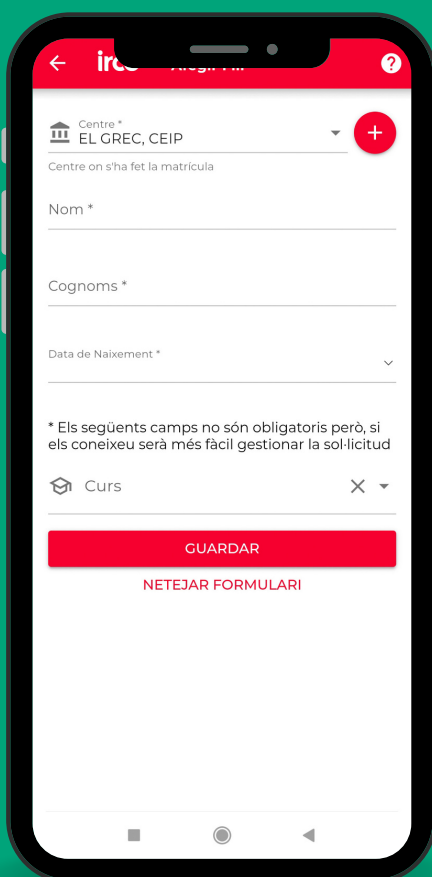 Centre *
EL GREC, CEIP
Centre on s'ha fet la matrícula
Nom *
Cognoms *
Data de Naixement *
* Els següents camps no són obligatoris però, si
els coneixeu serà més fàcil gestionar la sol·licitud
Curs
GUARDAR
NETEJAR FORMULARI